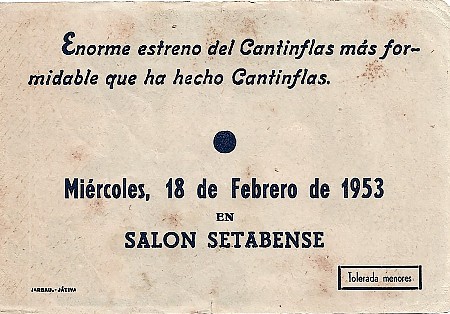 Enorme estreno del Cantinflas más for-
midable que ha hecho Cantinflas.
Miércoles, 18 de Febrero de 1953
EN
SALON SETABENSE
Tolerada menores
JARBAU.-JÁTIVA